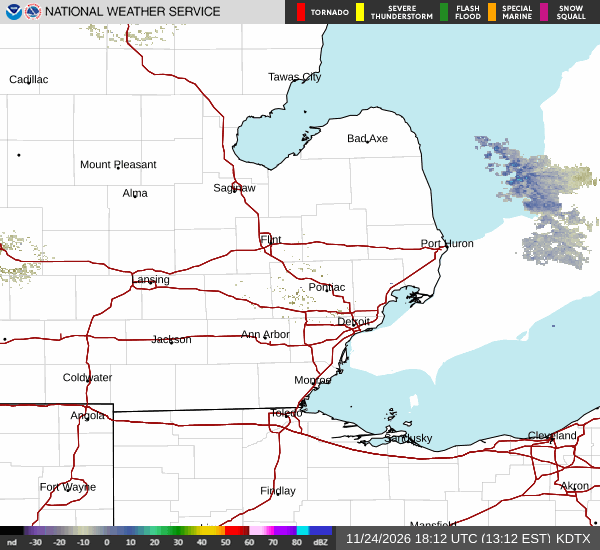 NATIONAL WEATHER SERVICE
TORNADO
SEVERE THUNDERSTORM
FLASH FLOOD
SPECIAL MARINE
SNOW SQUALL
Cadillac
Tawas City
Bad Axe
Mount Pleasant
Alma
Saginaw
Flint
Port Huron
Lansing
Pontiac
Detroit
Jackson
Ann Arbor
Coldwater
Monroe
Angola
Toledo
Sandusky
Cleveland
Fort Wayne
Findlay
Akron
Mansfield
nd -30 -20 -10 0 10 20 30 40 50 60 70 80 dBZ
11/24/2026 18:12 UTC (13:12 EST) KDTX